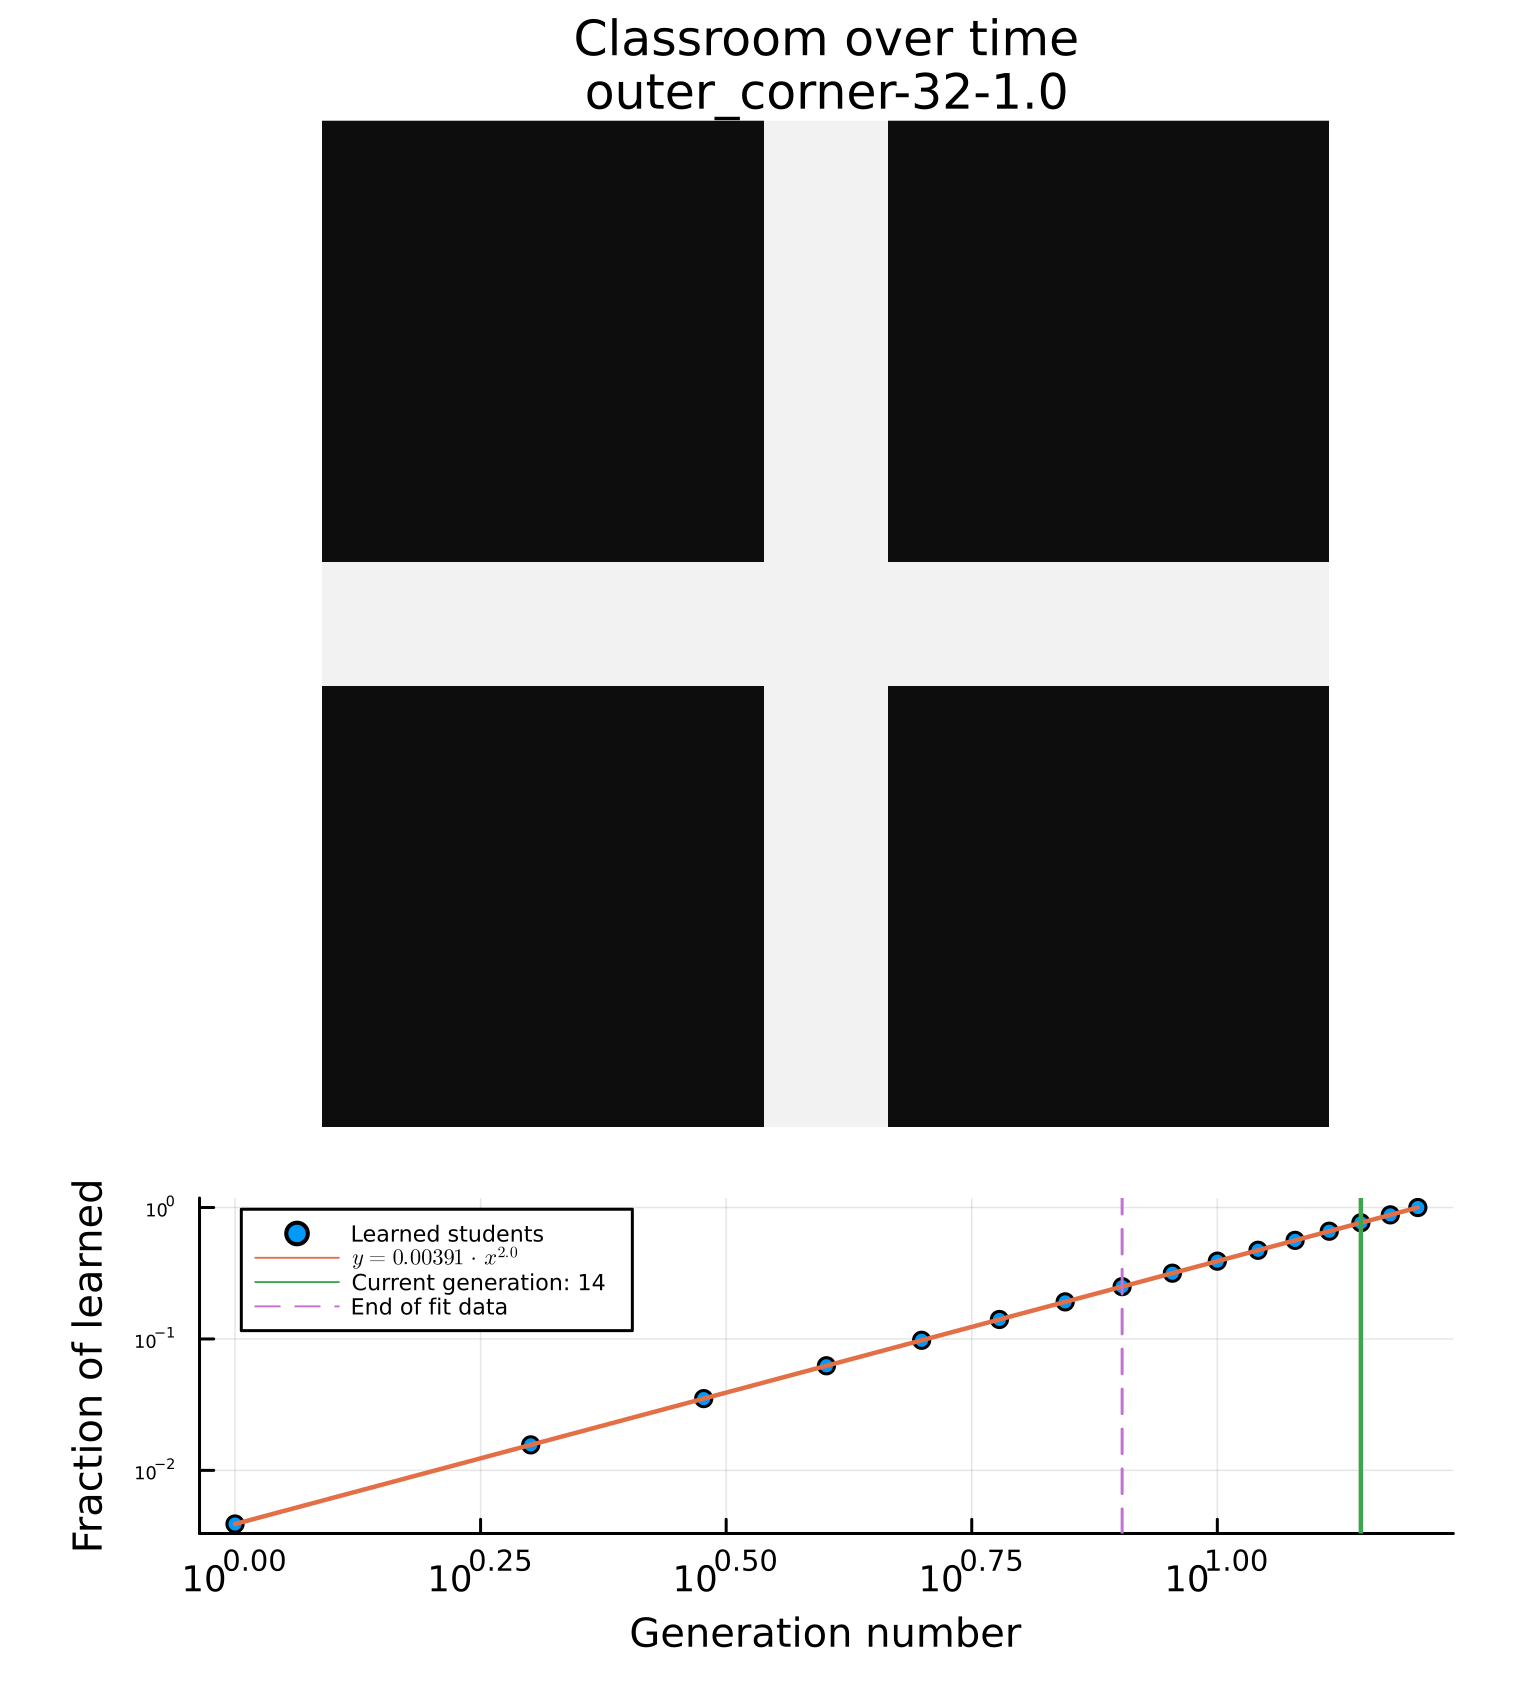 Classroom over time
outer_corner-32-1.0
Fraction of learned
10^0
10^-1
10^-2
Learned students
y = 0.00391 · x^2.0
Current generation: 14
End of fit data
10^0.00 10^0.25 10^0.50 10^0.75 10^1.00
Generation number